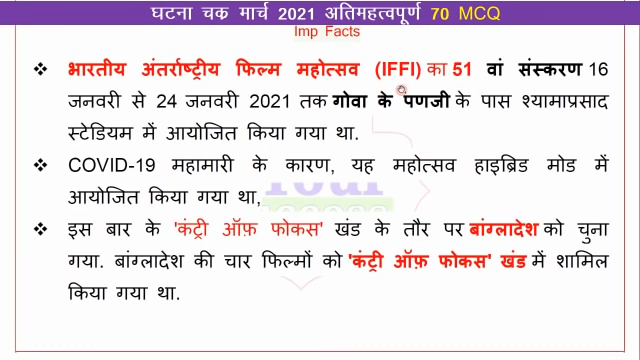 घटना चक्र मार्च 2021 अतिमहत्वपूर्ण 70 MCQ
Imp Facts
❖ भारतीय अंतर्राष्ट्रीय फिल्म महोत्सव (IFFI) का 51 वां संस्करण 16
जनवरी से 24 जनवरी 2021 तक गोवा के पणजी के पास श्यामाप्रसाद
स्टेडियम में आयोजित किया गया था.
❖ COVID-19 महामारी के कारण, यह महोत्सव हाइब्रिड मोड में
आयोजित किया गया था,
❖ इस बार के 'कंट्री ऑफ़ फोकस' खंड के तौर पर बांग्लादेश को चुना
गया. बांग्लादेश की चार फिल्मों को 'कंट्री ऑफ़ फोकस' खंड में शामिल
किया गया था.